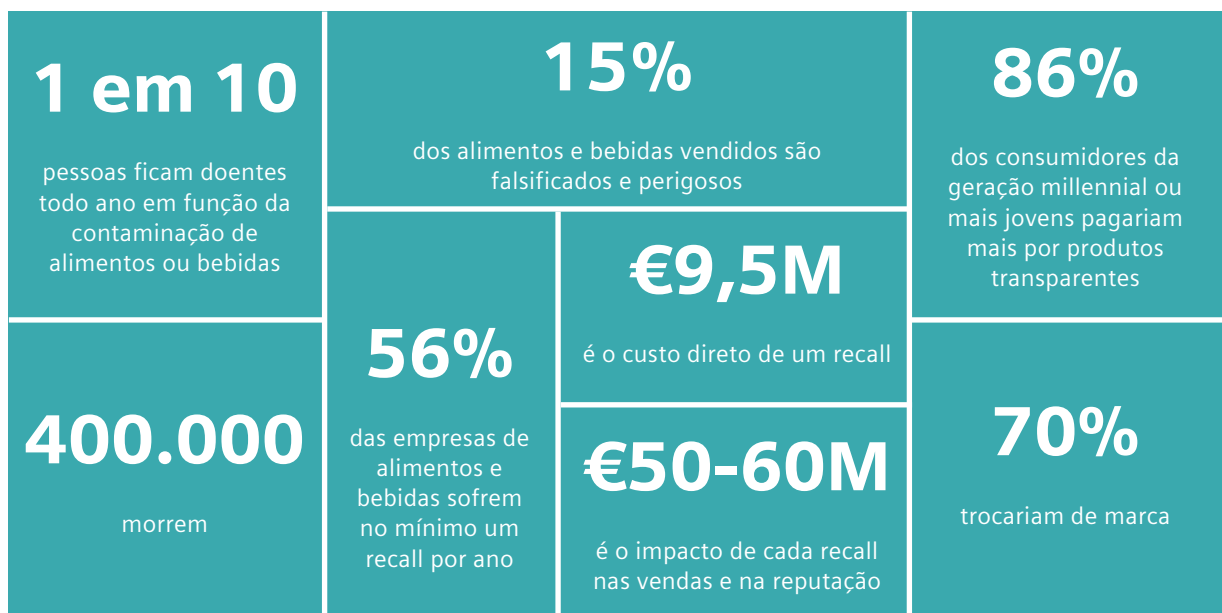 1 em 10
pessoas ficam doentes
todo ano em função da
contaminação de
alimentos ou bebidas
400.000
morrem
15%
dos alimentos e bebidas vendidos são
falsificados e perigosos
56%
das empresas de
alimentos e
bebidas sofrem
no mínimo um
recall por ano
€9,5M
é o custo direto de um recall
€50-60M
é o impacto de cada recall
nas vendas e na reputação
86%
dos consumidores da
geração millennial ou
mais jovens pagariam
mais por produtos
transparentes
70%
trocariam de marca